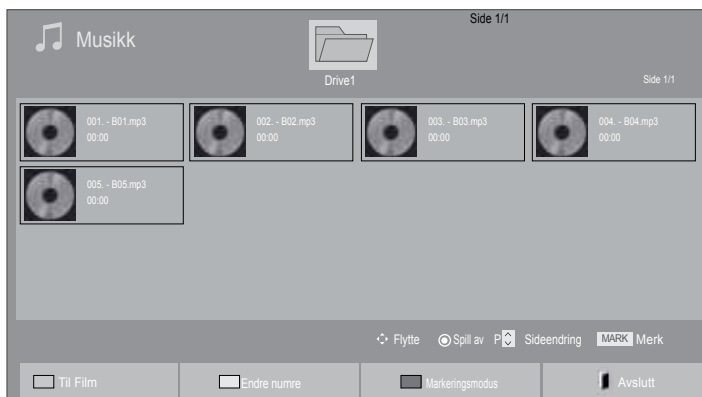 Side 1/1
Musikk
Drive1
Side 1/1
001. - B01.mp3
00:00
002. - B02.mp3
00:00
003. - B03.mp3
00:00
004. - B04.mp3
00:00
005. - B05.mp3
00:00
Flytte Spill av P Sideendring MARK Merk
Til Film Endre numre Markeringsmodus Avslutt